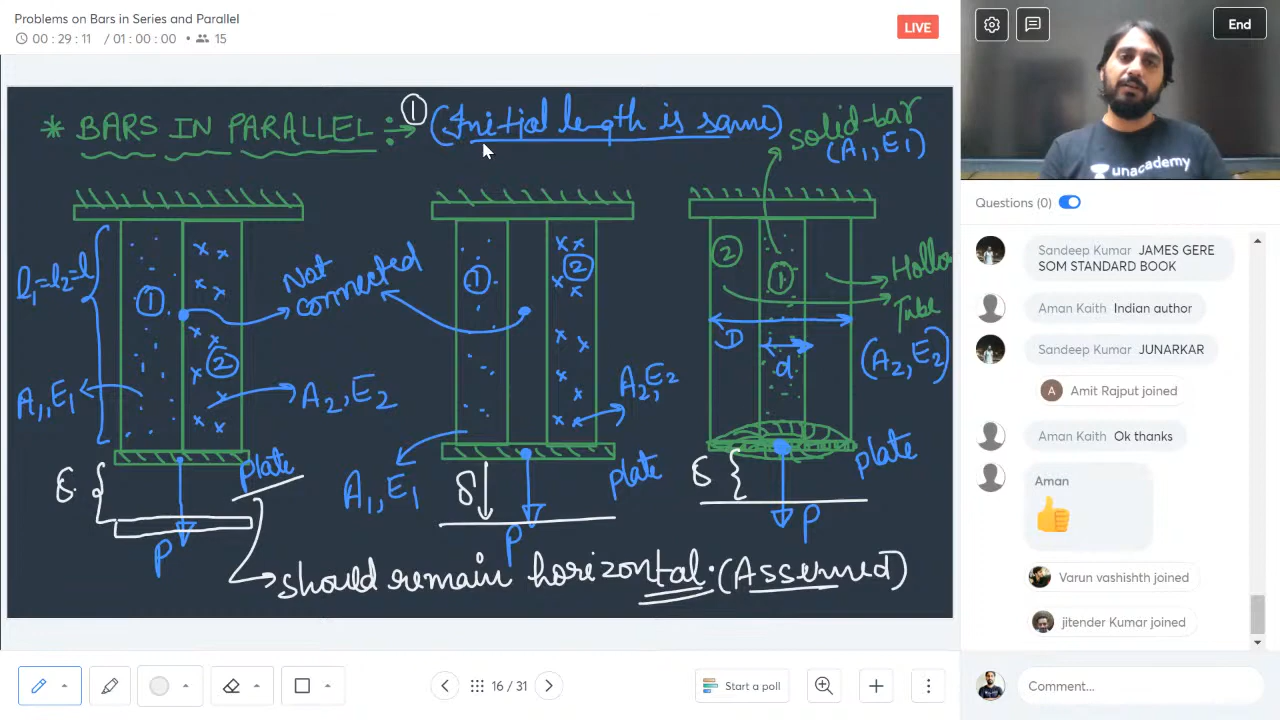 Problems on Bars in Series and Parallel
00 : 29 : 11 / 01 : 00 : 00 • 15
LIVE
End
* BARS IN PARALLEL :→ ① (Initial length is same)
solid bar
(A₁, E₁)
unacademy
Questions (0)
l₁=l₂=l
①
②
Not
connected
①
②
②
①
Hollo
Tube
D
d
(A₂, E₂)
A₁, E₁
A₂, E₂
A₂, E₂
A₁, E₁
plate
plate
plate
δ
δ
δ
P
P
P
should remain horizontal. (Assumed)
Sandeep Kumar JAMES GERE
SOM STANDARD BOOK
Aman Kaith Indian author
Sandeep Kumar JUNARKAR
A Amit Rajput joined
Aman Kaith Ok thanks
Aman
Varun vashishth joined
jitender Kumar joined
16 / 31
Start a poll
Comment...